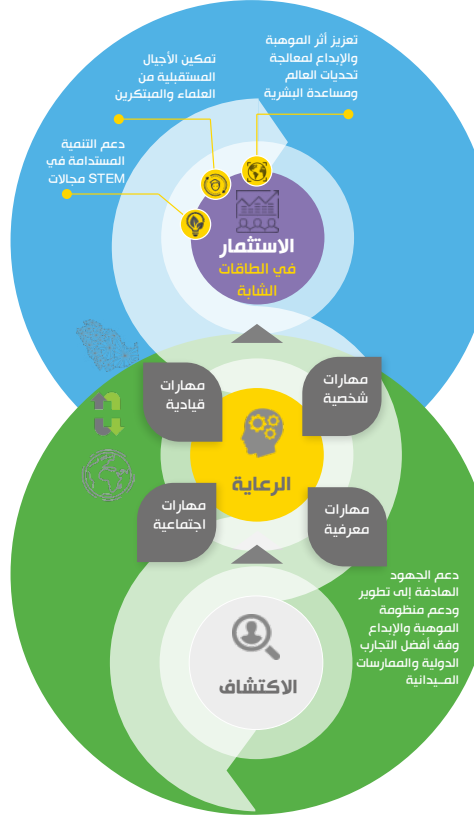 تعزيز أثر الموهبة
والإبداع لمعالجة
تحديات العالم
ومساعدة البشرية
تمكين الأجيال
المستقبلية من
العلماء والمبتكرين
دعم التنمية
المستدامة في
مجالات STEM
الاستثمار
في الطاقات
الشابة
مهارات
شخصية
مهارات
قيادية
الرعاية
مهارات
معرفية
مهارات
اجتماعية
دعم الجهود
الهادفة إلى تطوير
ودعم منظومة
الموهبة والإبداع
وفق أفضل التجارب
الدولية والممارسات
المـيدانية
الاكتشاف